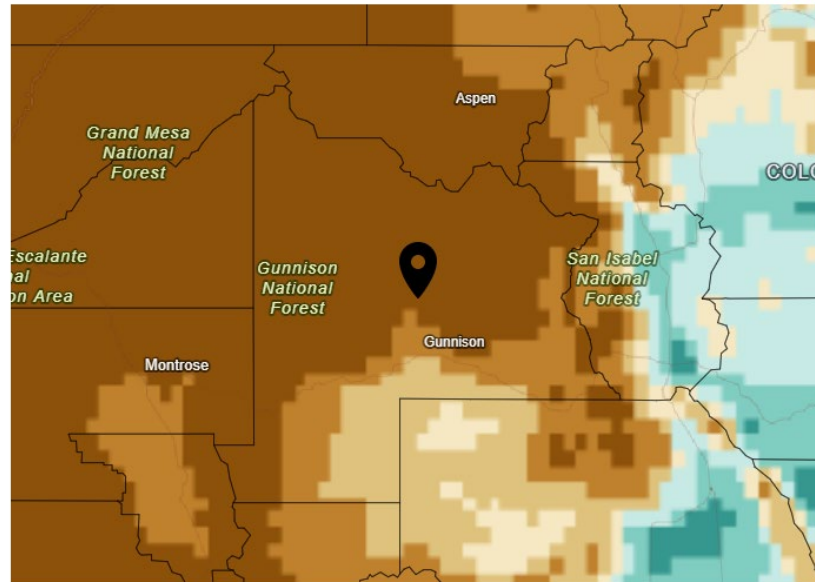 Aspen
Grand Mesa
National
Forest
COLO
Escalante
nal
on Area
Gunnison
National
Forest
San Isabel
National
Forest
Gunnison
Montrose